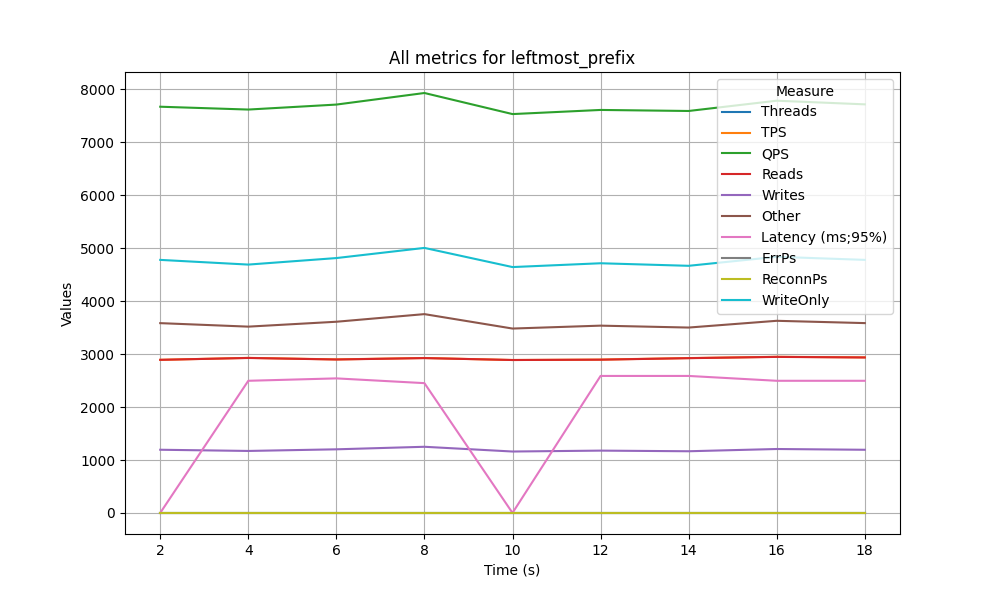 All metrics for leftmost_prefix
Measure
Threads
TPS
QPS
Reads
Writes
Other
Latency (ms;95%)
ErrPs
ReconnPs
WriteOnly
Values
8000
7000
6000
5000
4000
3000
2000
1000
0
2
4
6
8
10
12
14
16
18
Time (s)